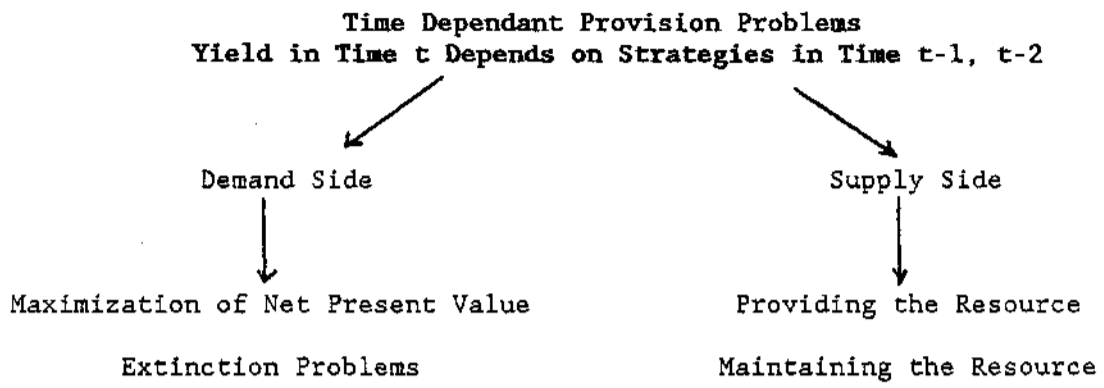 Time Dependant Provision Problems
Yield in Time t Depends on Strategies in Time t-1, t-2
Demand Side
Supply Side
Maximization of Net Present Value
Providing the Resource
Extinction Problems
Maintaining the Resource